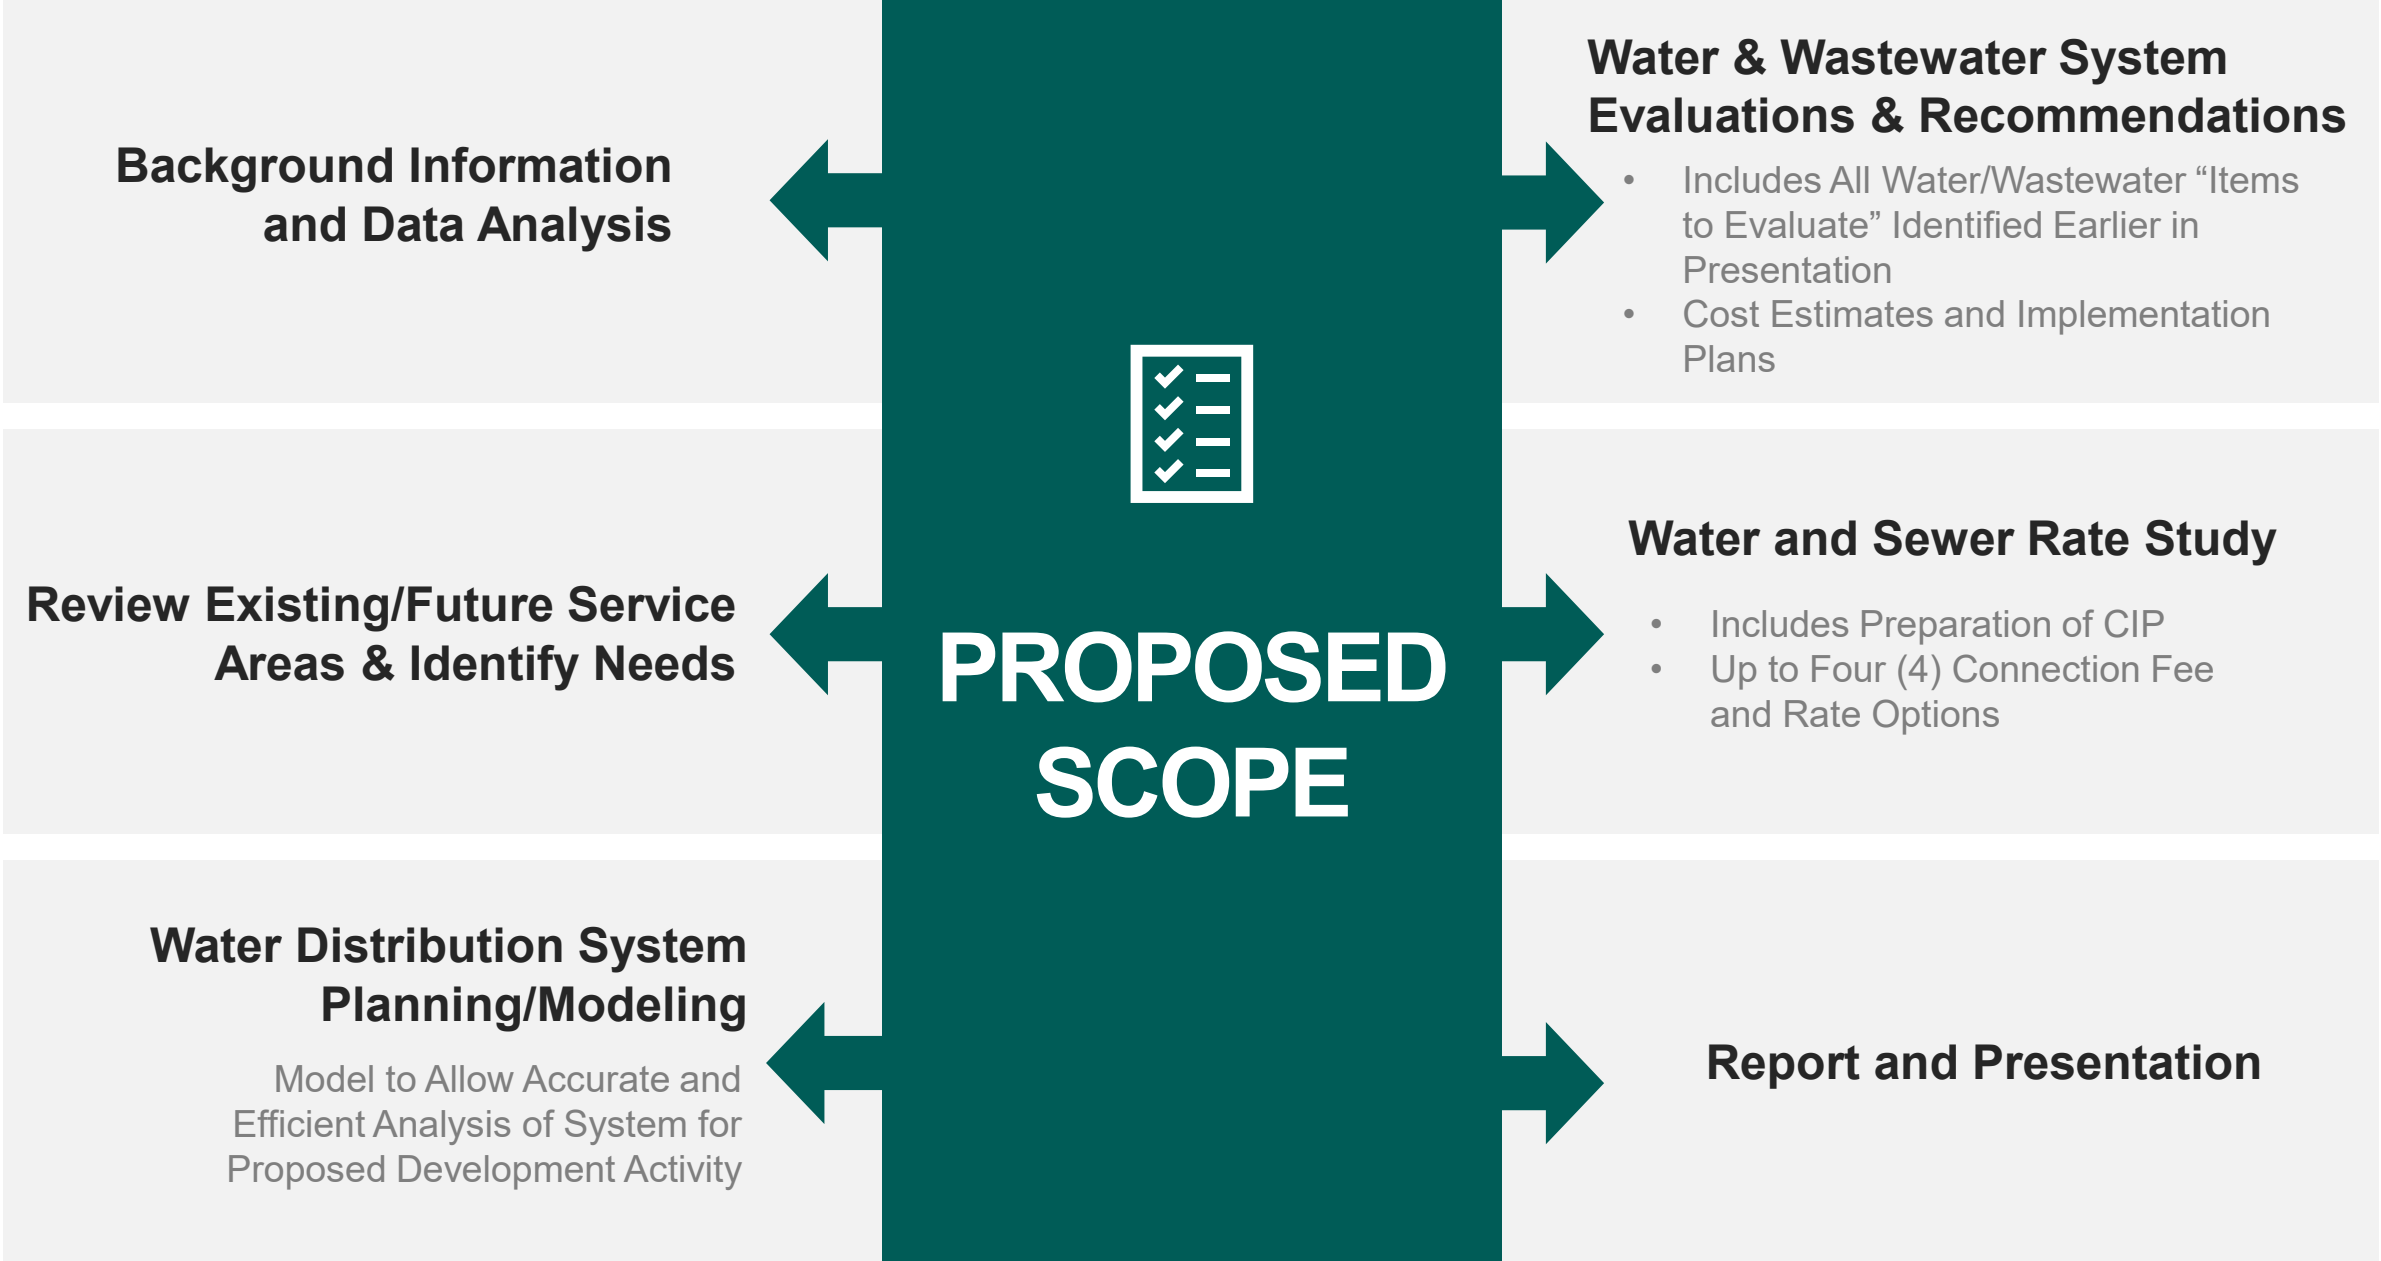 Background Information
and Data Analysis
Review Existing/Future Service
Areas & Identify Needs
Water Distribution System
Planning/Modeling
Model to Allow Accurate and
Efficient Analysis of System for
Proposed Development Activity
PROPOSED
SCOPE
Water & Wastewater System
Evaluations & Recommendations
• Includes All Water/Wastewater “Items
to Evaluate” Identified Earlier in
Presentation
• Cost Estimates and Implementation
Plans
Water and Sewer Rate Study
• Includes Preparation of CIP
• Up to Four (4) Connection Fee
and Rate Options
Report and Presentation